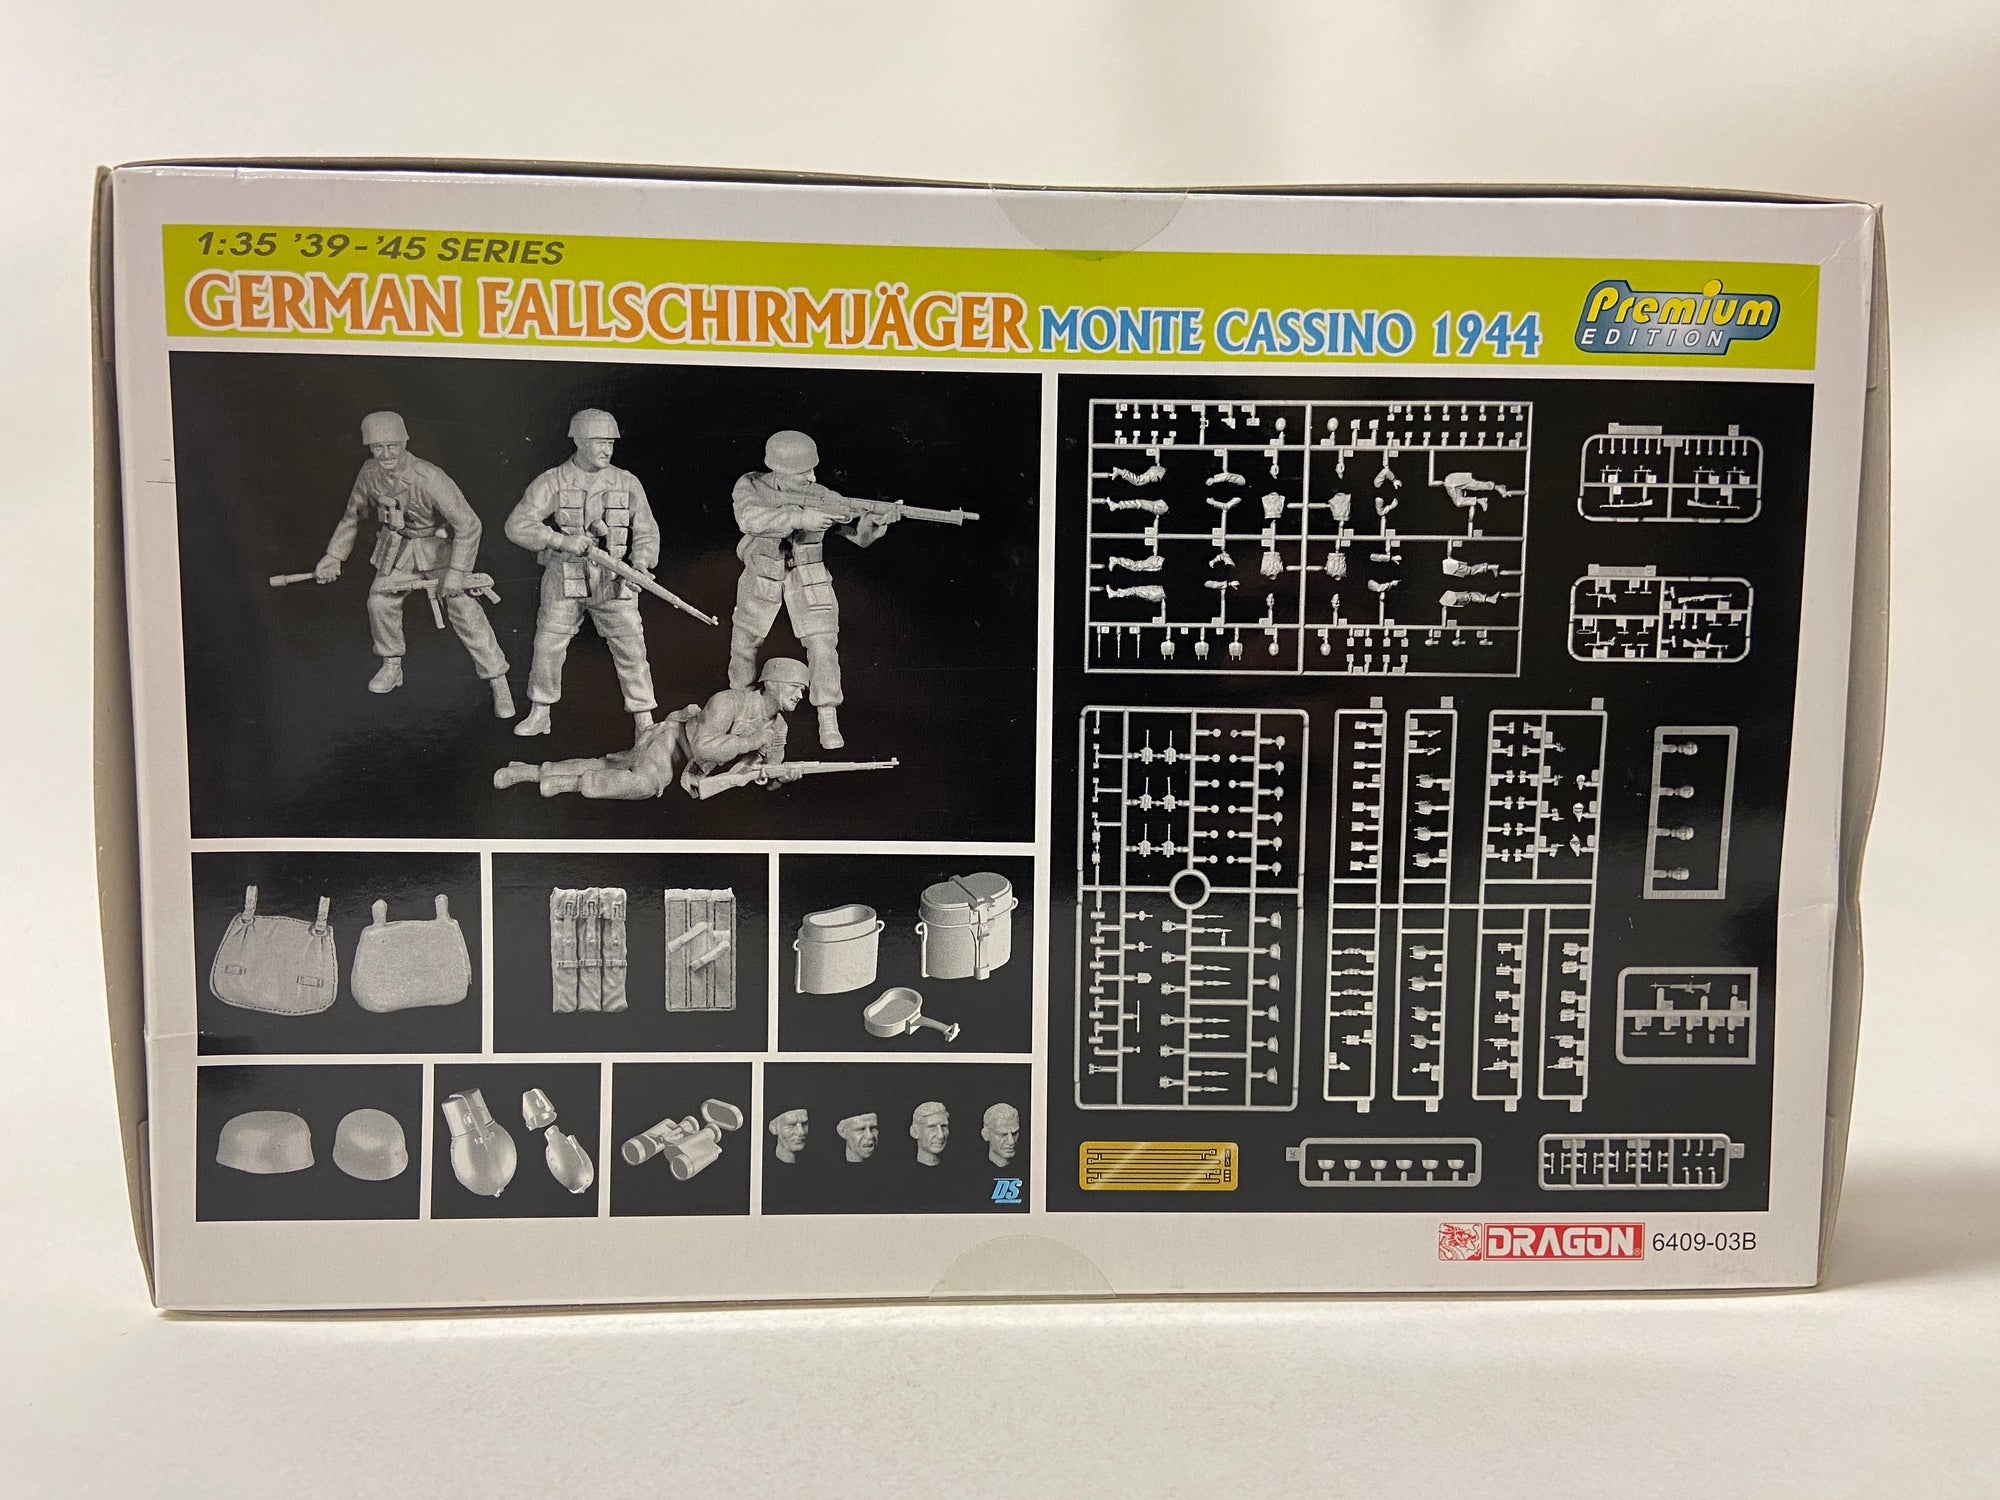 1:35 '39-'45 SERIES
GERMAN FALLSCHIRMJÄGER MONTE CASSINO 1944
Premium
EDITION
DS
DRAGON 6409-03B